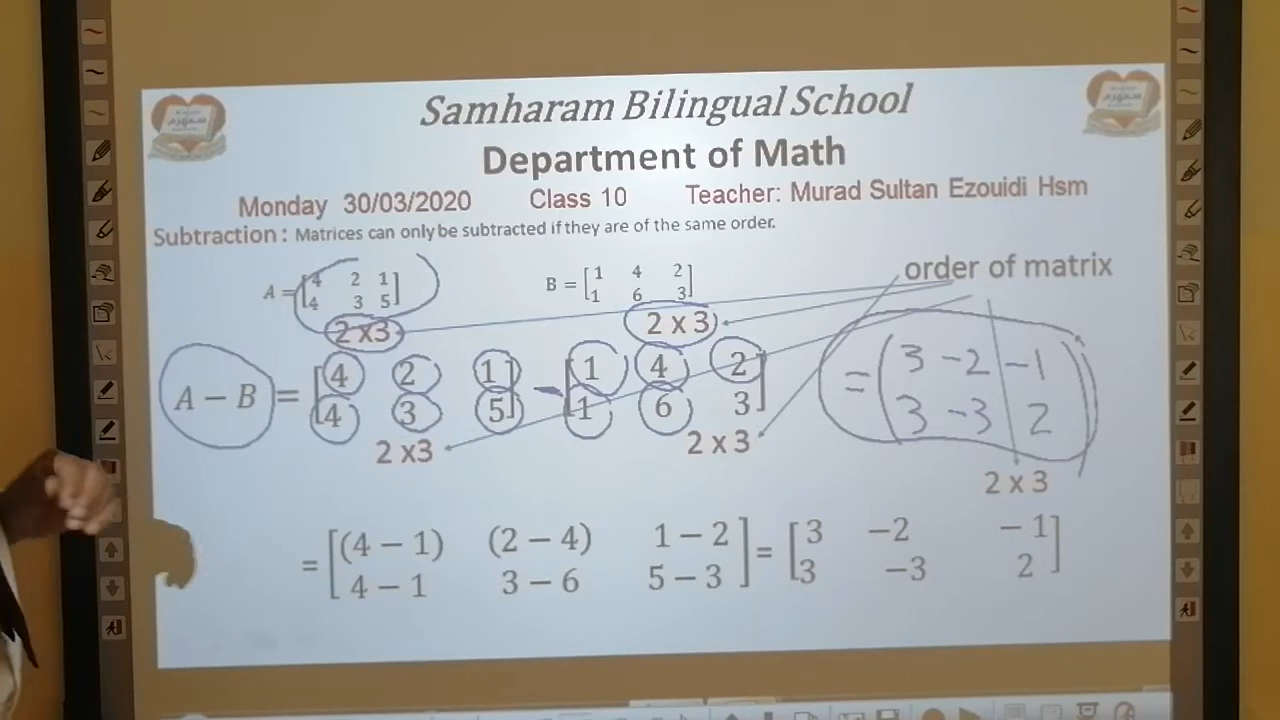 Samharam Bilingual School
Department of Math
Monday 30/03/2020 Class 10 Teacher: Murad Sultan Ezouidi Hsm
Subtraction: Matrices can only be subtracted if they are of the same order.
A = [4 2 1] B = [1 4 2] order of matrix
[4 3 5] [1 6 3]
2 x3 2 x 3
A − B = [4 2 1] − [1 4 2] = (3 −2 −1)
[4 3 5] [1 6 3] (3 −3 2)
2 x3 2 x 3 2 x 3
= [(4 − 1) (2 − 4) 1 − 2] = [3 −2 −1]
[4 − 1 3 − 6 5 − 3] [3 −3 2]